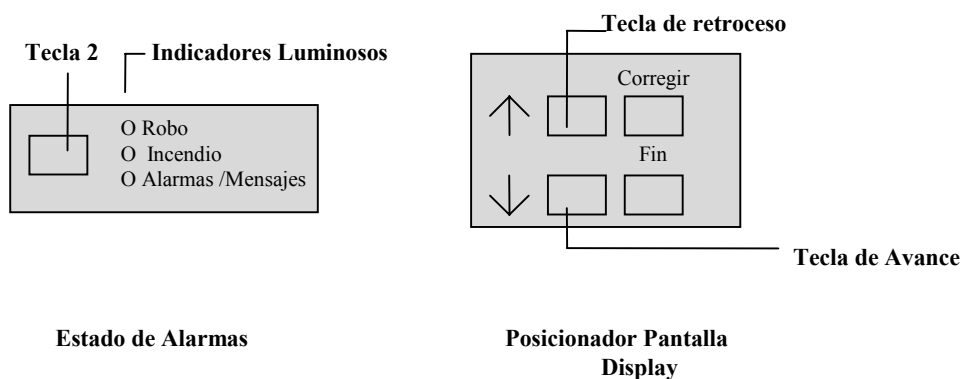 Tecla 2
Indicadores Luminosos
O Robo
O Incendio
O Alarmas /Mensajes
Estado de Alarmas
Tecla de retroceso
Corregir
Fin
Tecla de Avance
Posicionador Pantalla
Display